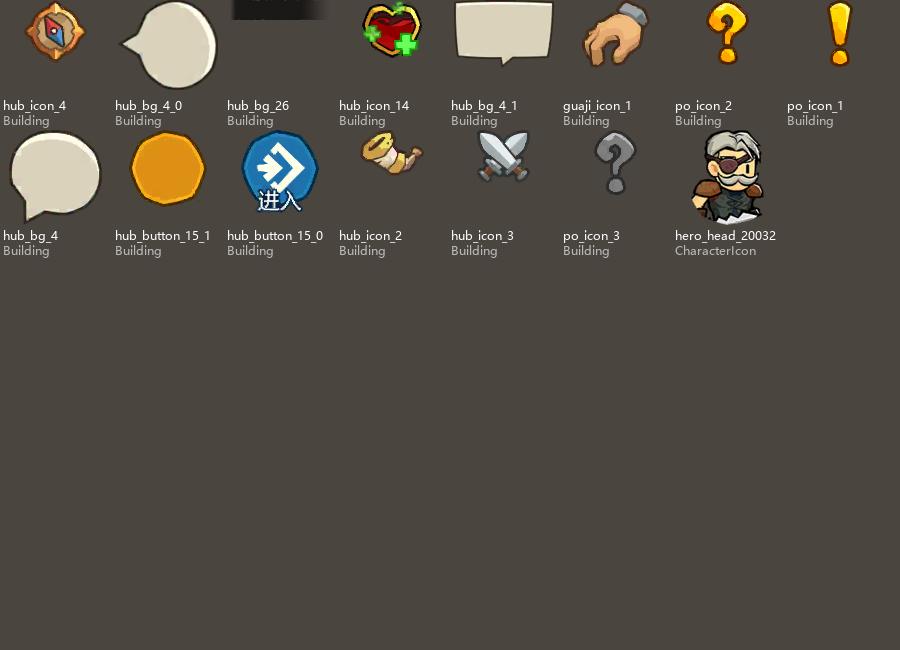 hub_icon_4
Building
hub_bg_4_0
Building
hub_bg_26
Building
hub_icon_14
Building
hub_bg_4_1
Building
guaji_icon_1
Building
po_icon_2
Building
po_icon_1
Building
hub_bg_4
Building
hub_button_15_1
Building
进入
hub_button_15_0
Building
hub_icon_2
Building
hub_icon_3
Building
po_icon_3
Building
hero_head_20032
CharacterIcon